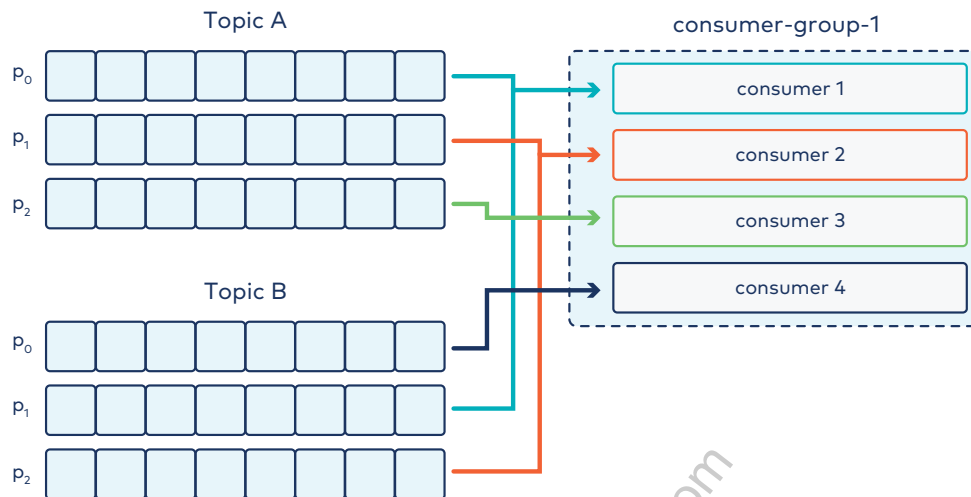 Topic A
p0
p1
p2
Topic B
p0
p1
p2
consumer-group-1
consumer 1
consumer 2
consumer 3
consumer 4
om